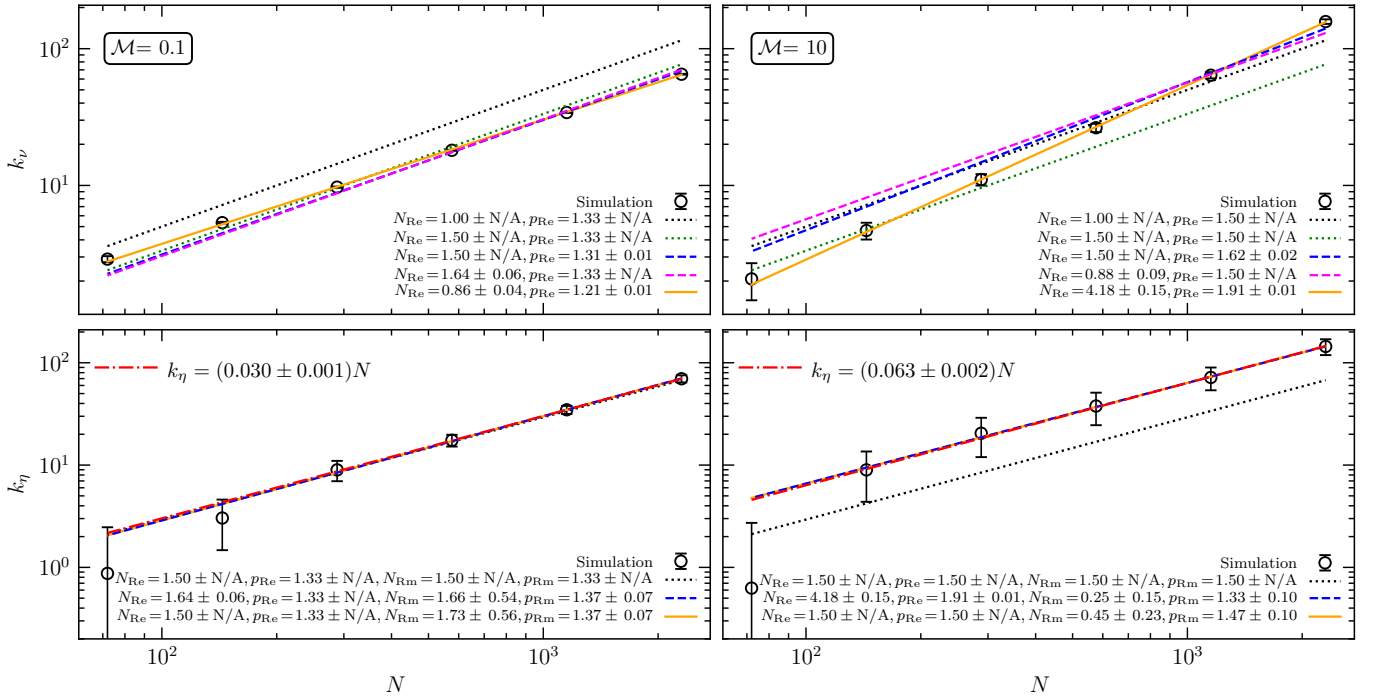 ℳ = 0.1
10²
10¹
k_ν
Simulation
N_Re = 1.00 ± N/A, p_Re = 1.33 ± N/A
N_Re = 1.50 ± N/A, p_Re = 1.33 ± N/A
N_Re = 1.50 ± N/A, p_Re = 1.31 ± 0.01
N_Re = 1.64 ± 0.06, p_Re = 1.33 ± N/A
N_Re = 0.86 ± 0.04, p_Re = 1.21 ± 0.01
ℳ = 10
Simulation
N_Re = 1.00 ± N/A, p_Re = 1.50 ± N/A
N_Re = 1.50 ± N/A, p_Re = 1.50 ± N/A
N_Re = 1.50 ± N/A, p_Re = 1.62 ± 0.02
N_Re = 0.88 ± 0.09, p_Re = 1.50 ± N/A
N_Re = 4.18 ± 0.15, p_Re = 1.91 ± 0.01
10²
10¹
10⁰
k_η
k_η = (0.030 ± 0.001)N
Simulation
N_Re = 1.50 ± N/A, p_Re = 1.33 ± N/A, N_Rm = 1.50 ± N/A, p_Rm = 1.33 ± N/A
N_Re = 1.64 ± 0.06, p_Re = 1.33 ± N/A, N_Rm = 1.66 ± 0.54, p_Rm = 1.37 ± 0.07
N_Re = 1.50 ± N/A, p_Re = 1.33 ± N/A, N_Rm = 1.73 ± 0.56, p_Rm = 1.37 ± 0.07
10²
10³
N
k_η = (0.063 ± 0.002)N
Simulation
N_Re = 1.50 ± N/A, p_Re = 1.50 ± N/A, N_Rm = 1.50 ± N/A, p_Rm = 1.50 ± N/A
N_Re = 4.18 ± 0.15, p_Re = 1.91 ± 0.01, N_Rm = 0.25 ± 0.15, p_Rm = 1.33 ± 0.10
N_Re = 1.50 ± N/A, p_Re = 1.50 ± N/A, N_Rm = 0.45 ± 0.23, p_Rm = 1.47 ± 0.10
10²
10³
N